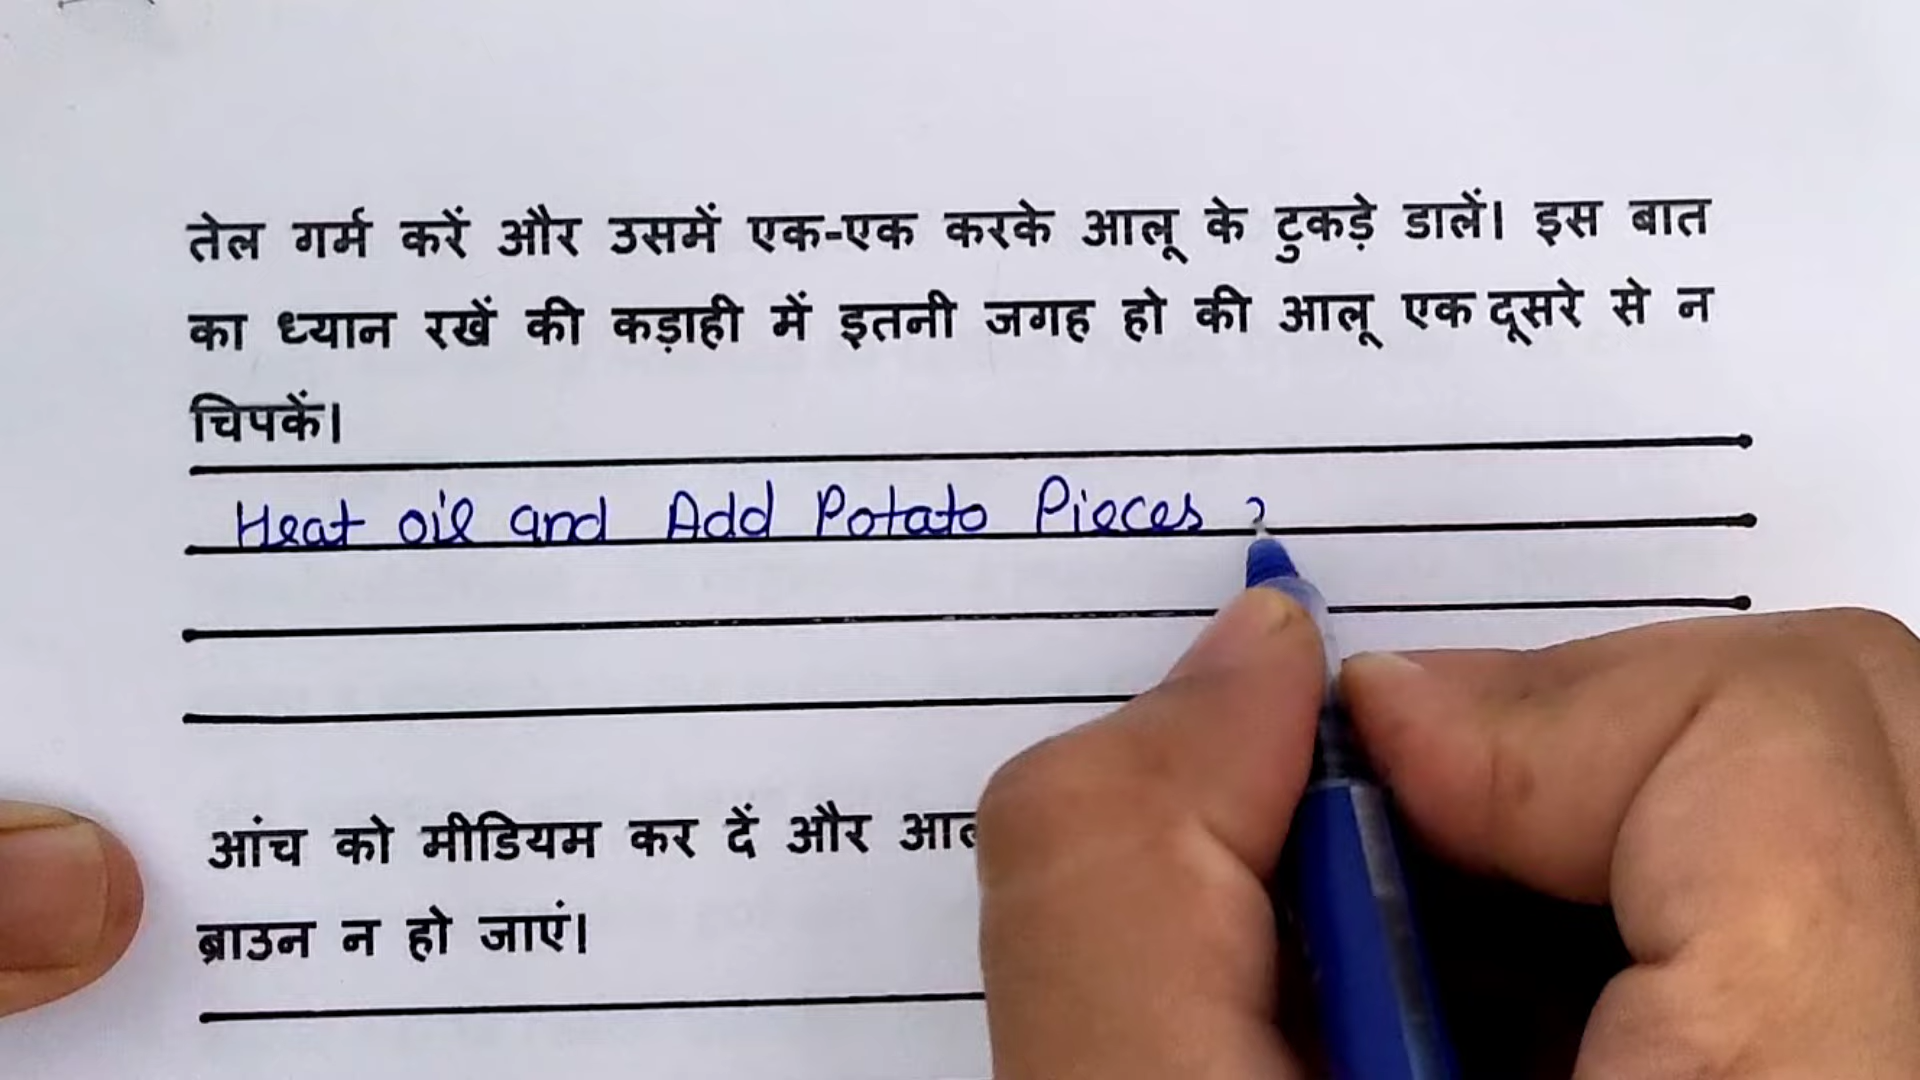 तेल गर्म करें और उसमें एक-एक करके आलू के टुकड़े डालें। इस बात
का ध्यान रखें की कड़ाही में इतनी जगह हो की आलू एक दूसरे से न
चिपकें।
Heat oil and Add Potato Pieces
आंच को मीडियम कर दें और
ब्राउन न हो जाएं।